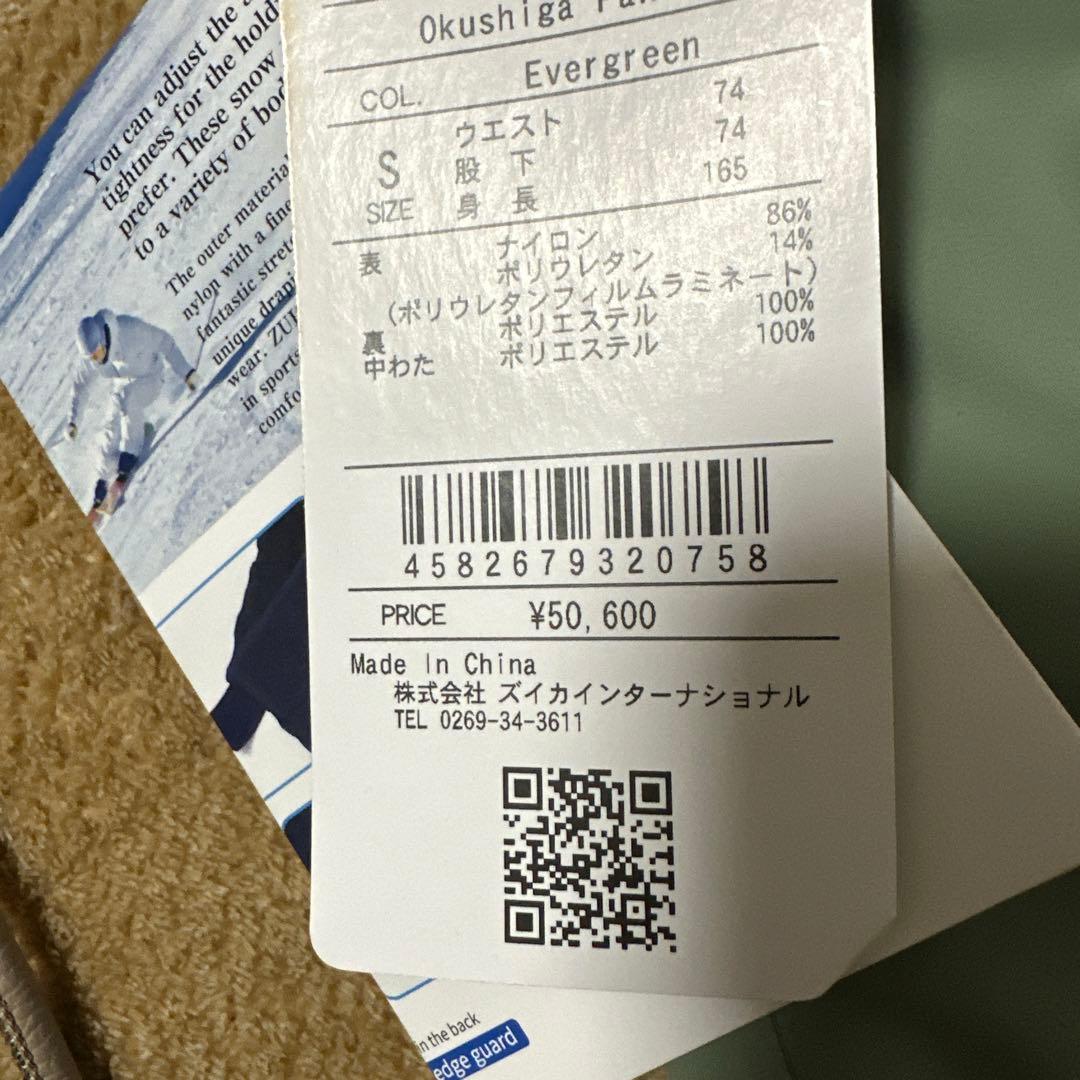 You can adjust the
tightness for the hold
prefer. These snow
to a variety of
The outer material
nylon with a fine
fantastic
unique
wear.
in sports
Okushiga
COL. Evergreen
S SIZE
ウエスト 74
股下 74
身長 165
表 ナイロン 86%
ポリウレタン 14%
(ポリウレタンフィルムラミネート)
裏 ポリエステル 100%
中わた ポリエステル 100%
4582679320758
PRICE ¥50,600
Made In China
株式会社 ズイカインターナショナル
TEL 0269-34-3611
in the back
edge guard